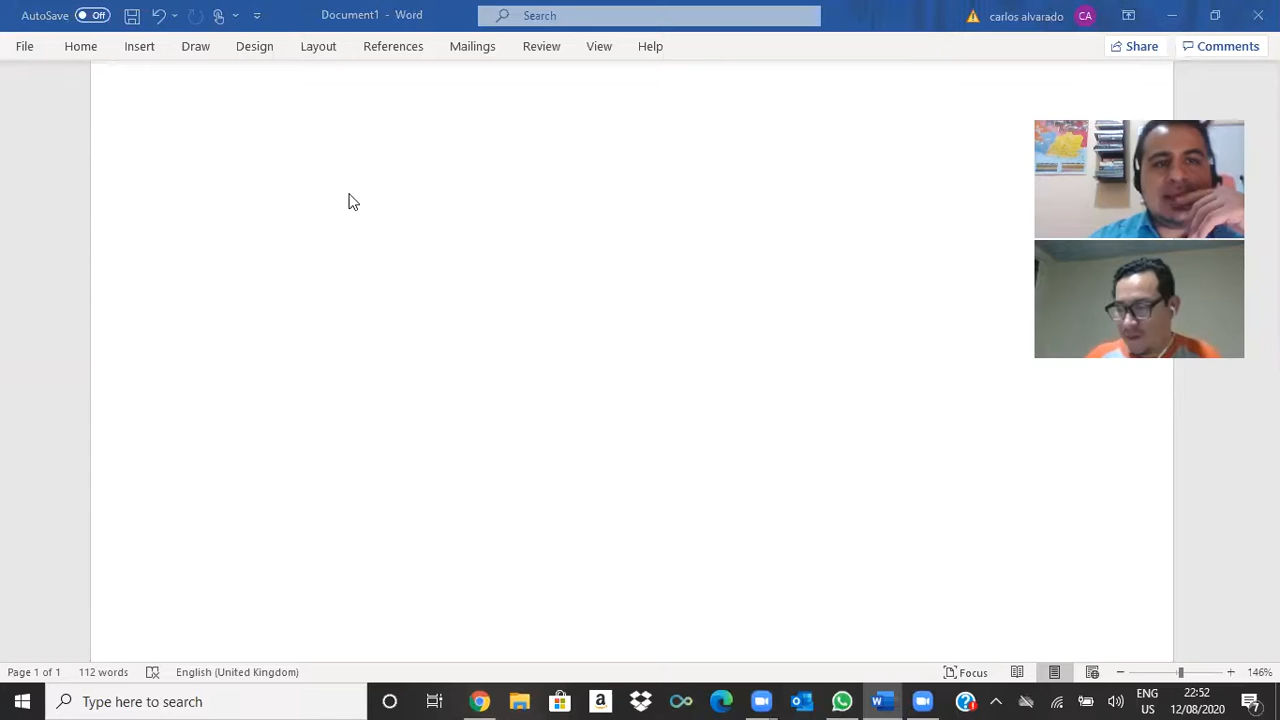 AutoSalvado Off Document1 - Word Search carlos alvarado CA
File Home Insert Draw Design Layout References Mailings Review View Help Share Comments
Page 1 of 1 112 words English (United Kingdom) Focus 146%
Type here to search a W ENG 22:52
US 12/08/2020 7